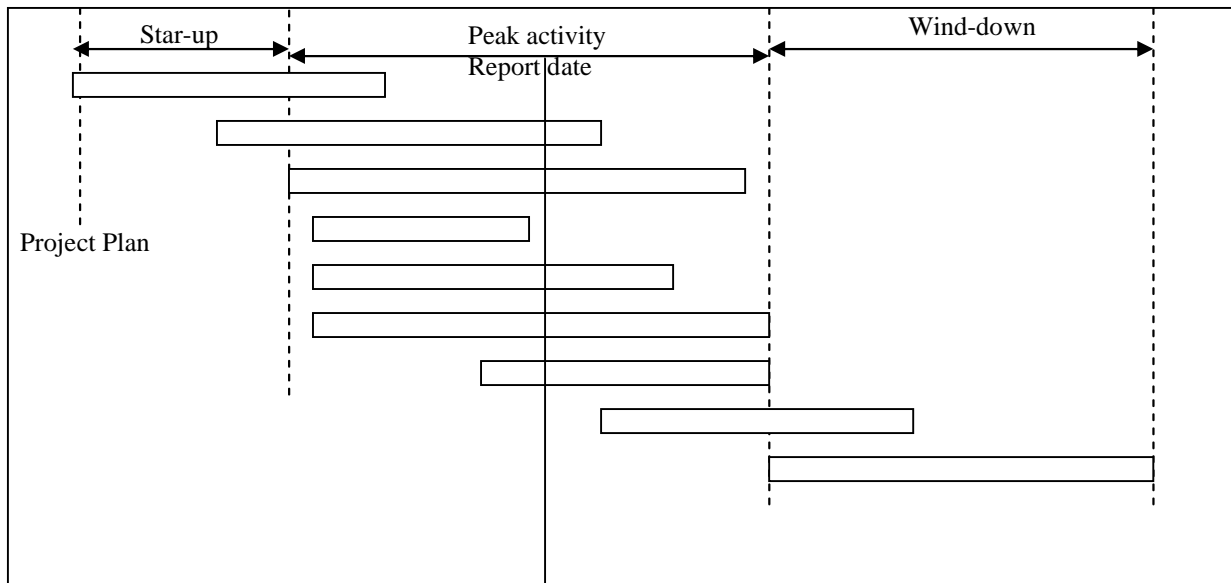 Star-up
Peak activity
Wind-down
Report date
Project Plan